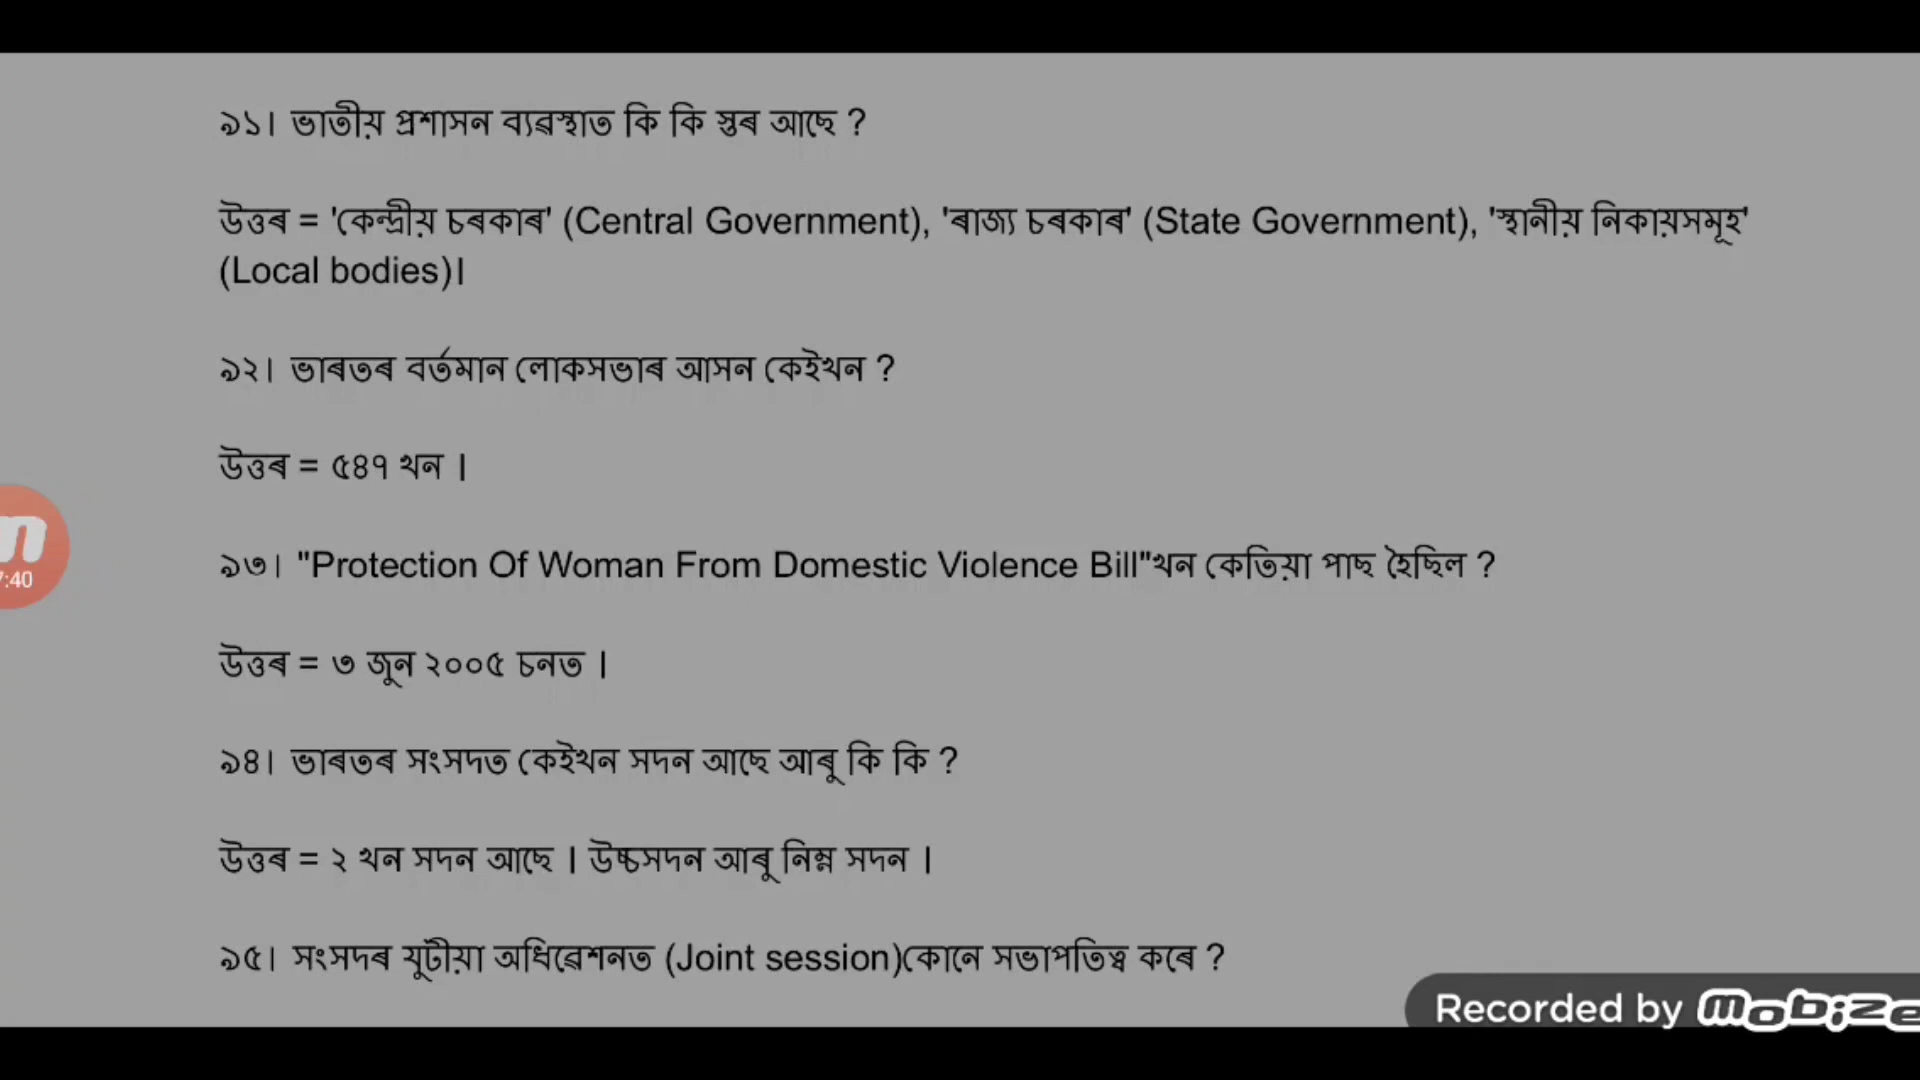 ৯১। ভাতীয় প্ৰশাসন ব্যৱস্থাত কি কি স্তৰ আছে ?
উত্তৰ = 'কেন্দ্ৰীয় চৰকাৰ' (Central Government), 'ৰাজ্য চৰকাৰ' (State Government), 'স্থানীয় নিকায়সমূহ'
(Local bodies)।
৯২। ভাৰতৰ বৰ্তমান লোকসভাৰ আসন কেইখন ?
উত্তৰ = ৫৪৭ খন ।
৯৩। "Protection Of Woman From Domestic Violence Bill"খন কেতিয়া পাছ হৈছিল ?
উত্তৰ = ৩ জুন ২০০৫ চনত ।
৯৪। ভাৰতৰ সংসদত কেইখন সদন আছে আৰু কি কি ?
উত্তৰ = ২ খন সদন আছে । উচ্চসদন আৰু নিম্ন সদন ।
৯৫। সংসদৰ যুটীয়া অধিৱেশনত (Joint session)কোনে সভাপতিত্ব কৰে ?
7:40
Recorded by mobize